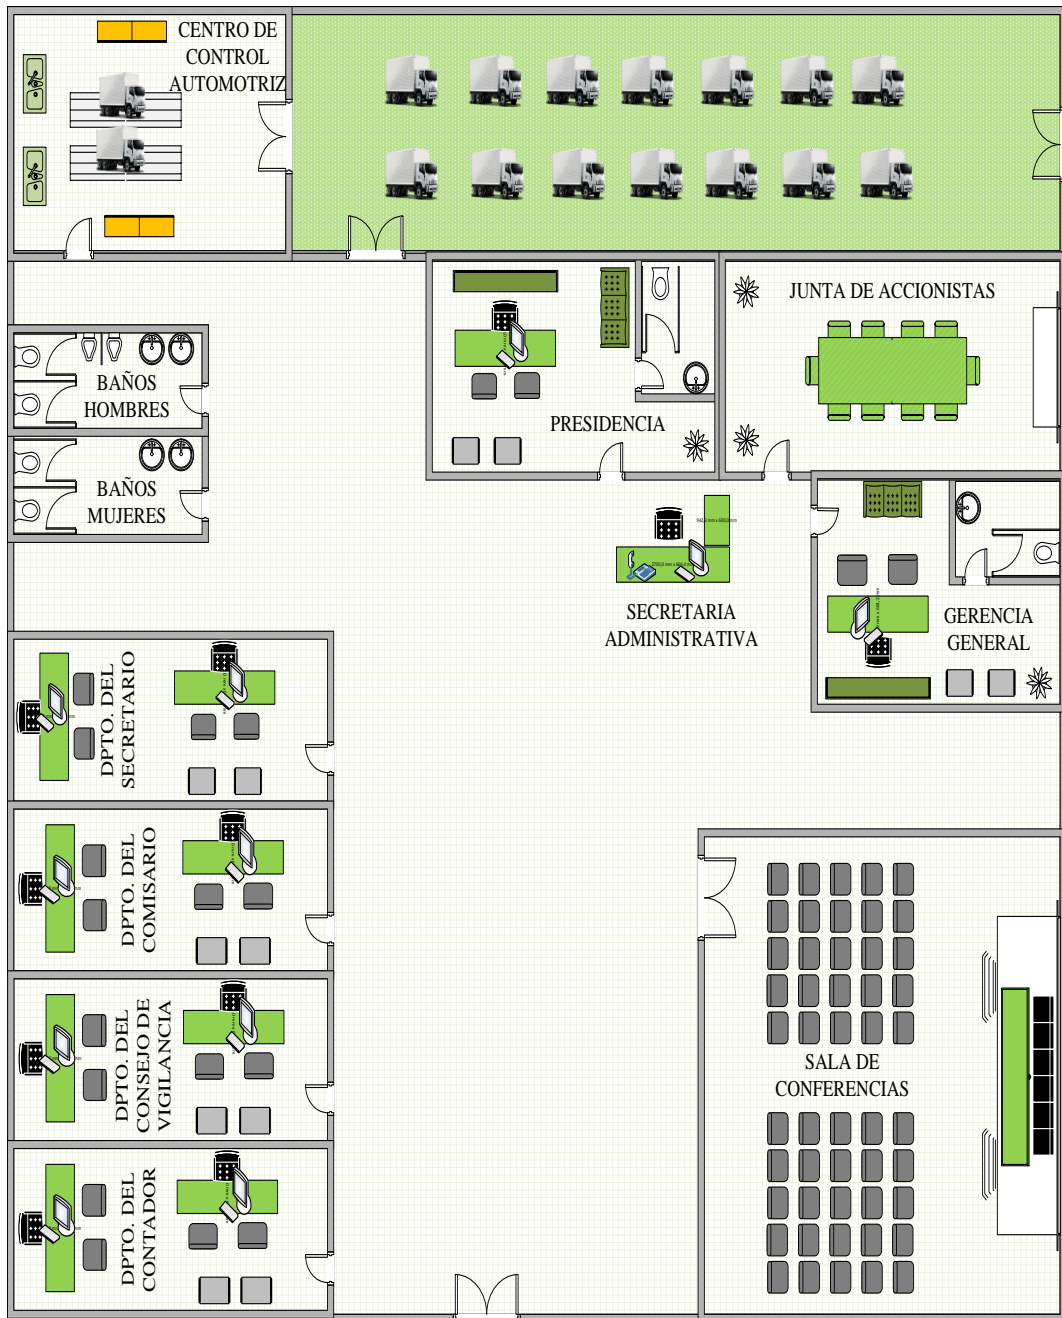 CENTRO DE
CONTROL
AUTOMOTRIZ
JUNTA DE ACCIONISTAS
BAÑOS
HOMBRES
PRESIDENCIA
BAÑOS
MUJERES
SECRETARIA
ADMINISTRATIVA
GERENCIA
GENERAL
DPTO. DEL
SECRETARIO
DPTO. DEL
COMISARIO
DPTO. DEL
CONSEJO DE
VIGILANCIA
SALA DE
CONFERENCIAS
DPTO. DEL
CONTADOR